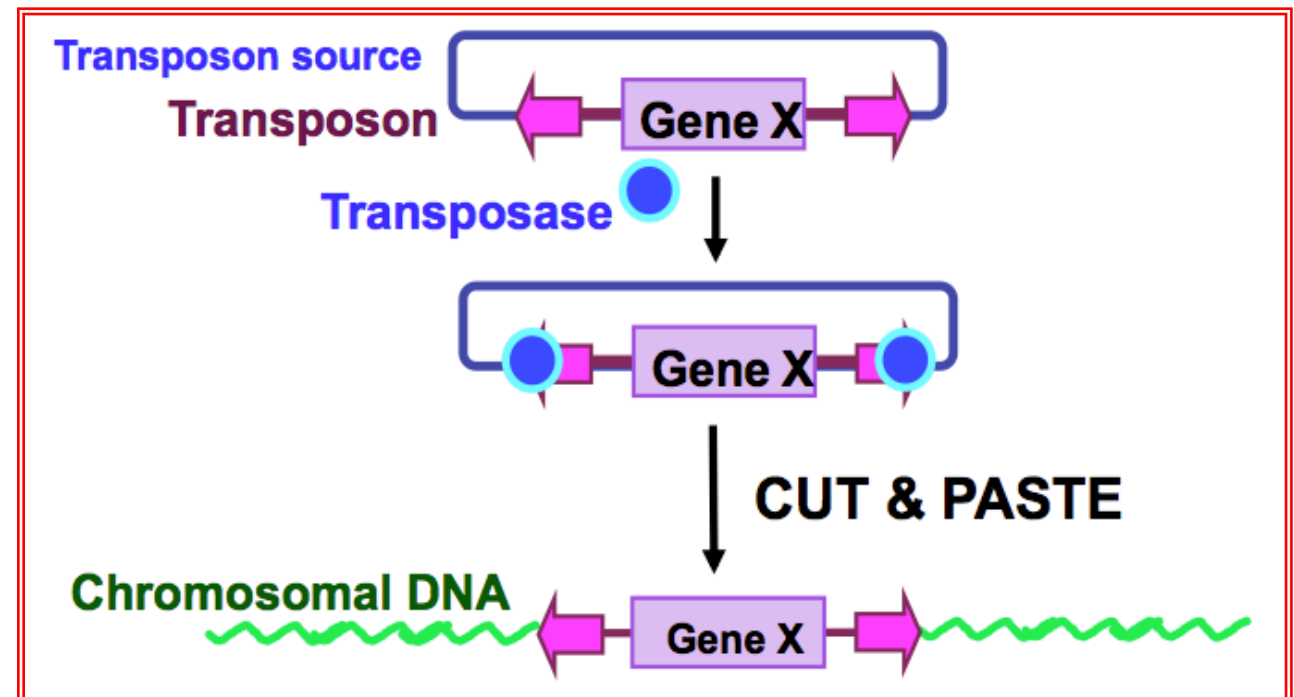 Transposon source
Transposon
Gene X
Transposase
Gene X
CUT & PASTE
Chromosomal DNA
Gene X